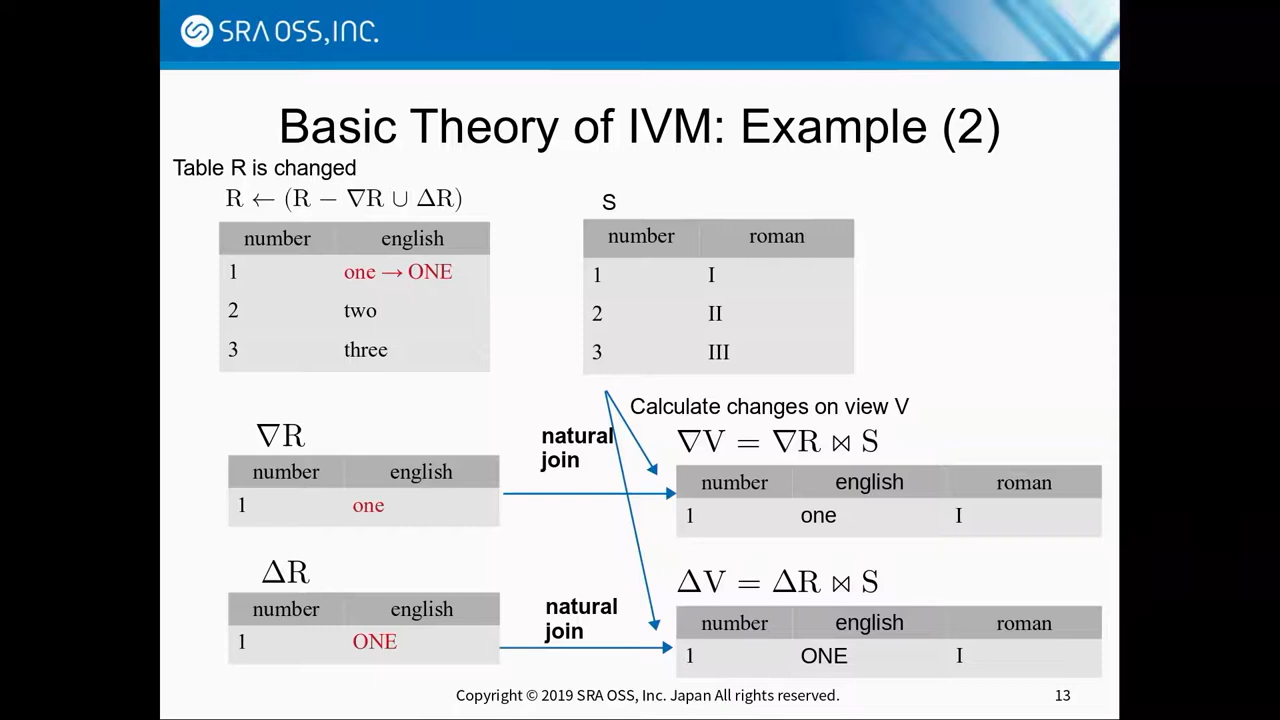 SRA OSS, INC.
Basic Theory of IVM: Example (2)
Table R is changed
R ← (R − ∇R ∪ ΔR)
number english
1 one → ONE
2 two
3 three
S
number roman
1 I
2 II
3 III
∇R
number english
1 one
natural
join
Calculate changes on view V
∇V = ∇R ⋈ S
number english roman
1 one I
ΔR
number english
1 ONE
natural
join
ΔV = ΔR ⋈ S
number english roman
1 ONE I
Copyright © 2019 SRA OSS, Inc. Japan All rights reserved.
13